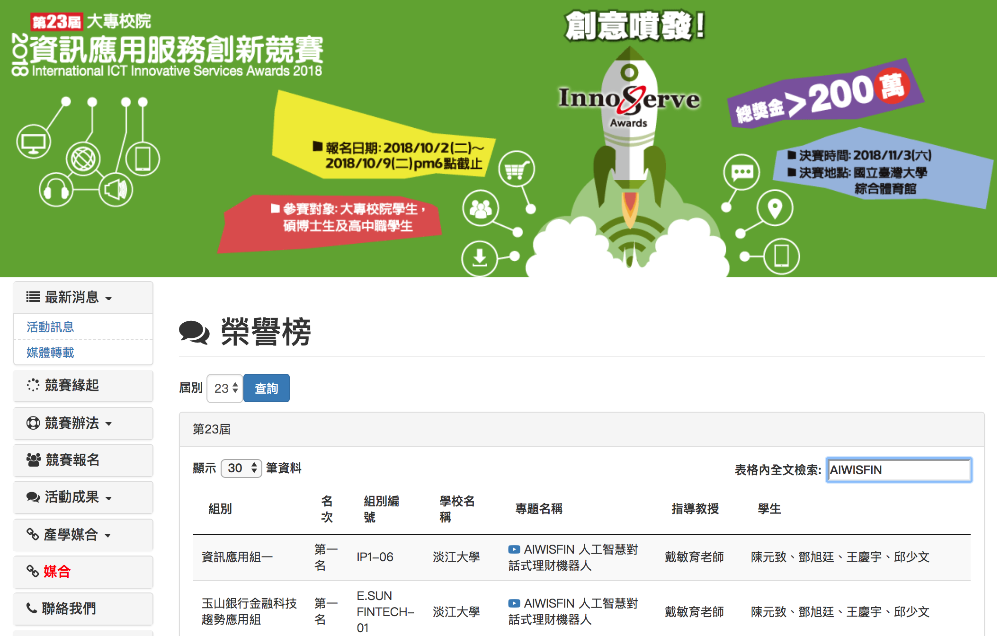 第23屆 大專校院
2018 資訊應用服務創新競賽
International ICT Innovative Services Awards 2018
創意噴發!
InnoServe
Awards
總獎金>200萬
報名日期: 2018/10/2(二)~
2018/10/9(二)pm6點截止
參賽對象: 大專校院學生,
碩博士生及高中職學生
決賽時間: 2018/11/3(六)
決賽地點: 國立臺灣大學
綜合體育館
最新消息
活動訊息
媒體轉載
競賽緣起
競賽辦法
競賽報名
活動成果
產學媒合
媒合
聯絡我們
榮譽榜
屆別 23 查詢
第23屆
顯示 30 筆資料
表格內全文檢索: AIWISFIN
組別 名次 組別編號 學校名稱 專題名稱 指導教授 學生
資訊應用組一 第一名 IP1-06 淡江大學 AIWISFIN 人工智慧對話式理財機器人 戴敏育老師 陳元致、鄧旭廷、王慶宇、邱少文
玉山銀行金融科技趨勢應用組 第一名 E.SUN FINTECH-01 淡江大學 AIWISFIN 人工智慧對話式理財機器人 戴敏育老師 陳元致、鄧旭廷、王慶宇、邱少文